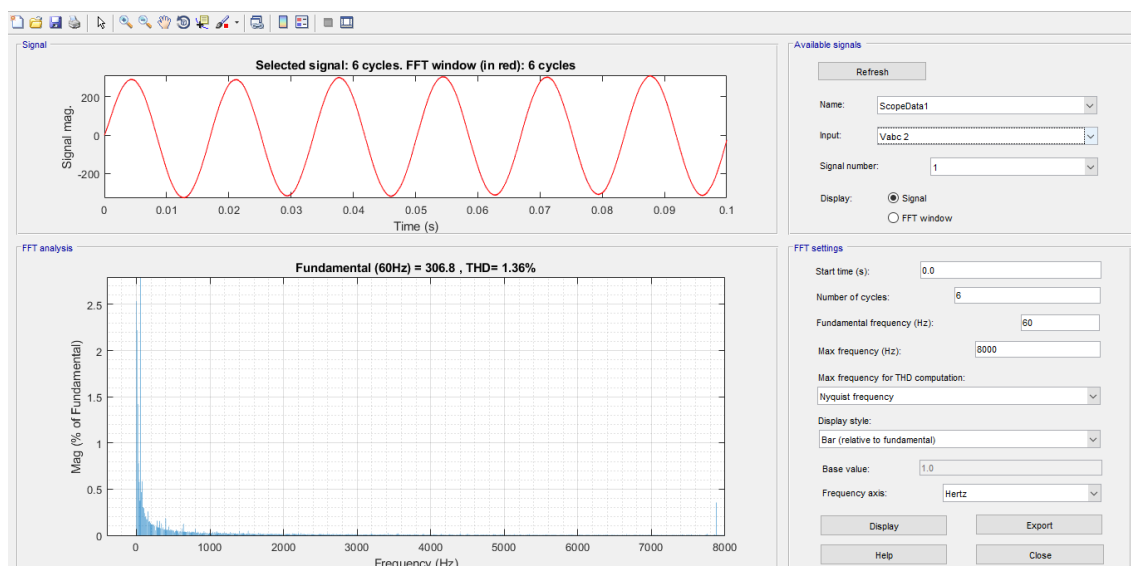 Signal
Selected signal: 6 cycles. FFT window (in red): 6 cycles
Signal mag.
200
0
-200
0 0.01 0.02 0.03 0.04 0.05 0.06 0.07 0.08 0.09 0.1
Time (s)
FFT analysis
Fundamental (60Hz) = 306.8 , THD= 1.36%
Mag (% of Fundamental)
2.5
2
1.5
1
0.5
0
0 1000 2000 3000 4000 5000 6000 7000 8000
Frequency (Hz)
Available signals
Refresh
Name: ScopeData1
Input: Vabc 2
Signal number: 1
Display: Signal
FFT window
FFT settings
Start time (s): 0.0
Number of cycles: 6
Fundamental frequency (Hz): 60
Max frequency (Hz): 8000
Max frequency for THD computation:
Nyquist frequency
Display style:
Bar (relative to fundamental)
Base value: 1.0
Frequency axis: Hertz
Display Export
Help Close